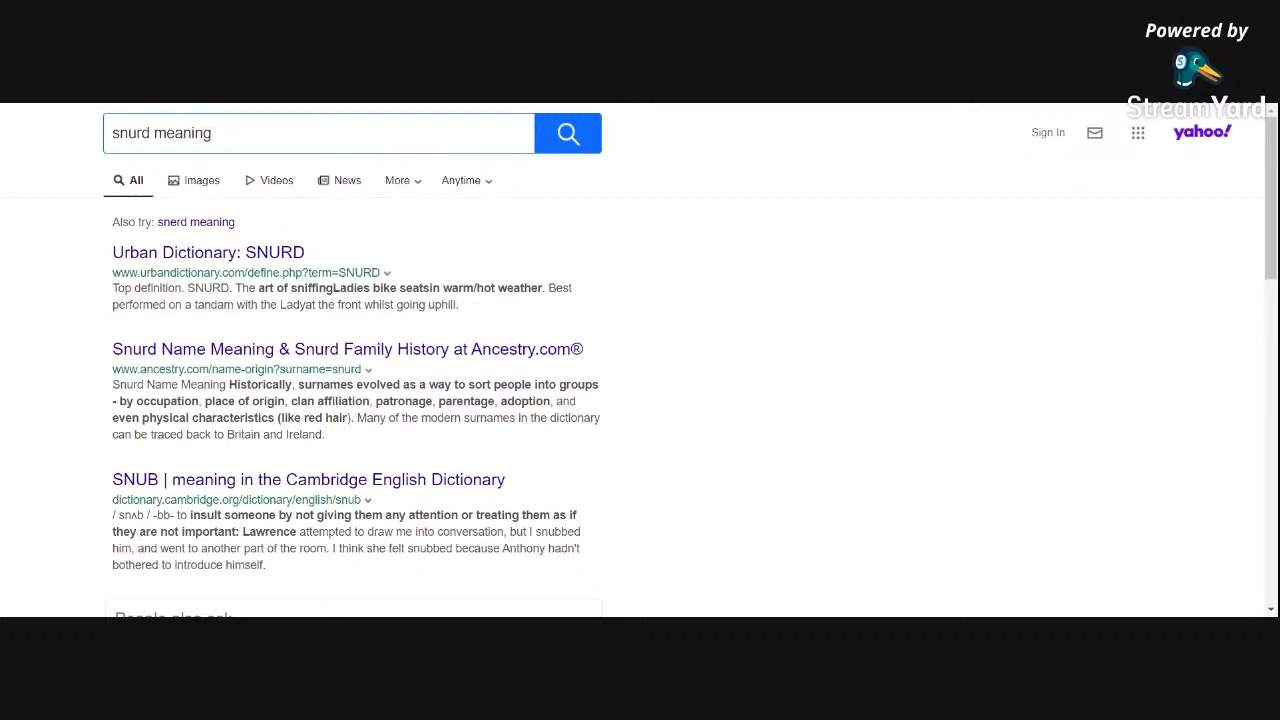 Powered by
StreamYard
snurd meaning
Sign In
yahoo!
All Images Videos News More Anytime
Also try: snerd meaning
Urban Dictionary: SNURD
www.urbandictionary.com/define.php?term=SNURD
Top definition. SNURD. The art of sniffingLadies bike seatsin warm/hot weather. Best
performed on a tandam with the Ladyat the front whilst going uphill.
Snurd Name Meaning & Snurd Family History at Ancestry.com®
www.ancestry.com/name-origin?surname=snurd
Snurd Name Meaning Historically, surnames evolved as a way to sort people into groups
- by occupation, place of origin, clan affiliation, patronage, parentage, adoption, and
even physical characteristics (like red hair). Many of the modern surnames in the dictionary
can be traced back to Britain and Ireland.
SNUB | meaning in the Cambridge English Dictionary
dictionary.cambridge.org/dictionary/english/snub
/ snʌb / -bb- to insult someone by not giving them any attention or treating them as if
they are not important: Lawrence attempted to draw me into conversation, but I snubbed
him, and went to another part of the room. I think she felt snubbed because Anthony hadn't
bothered to introduce himself.
People also ask